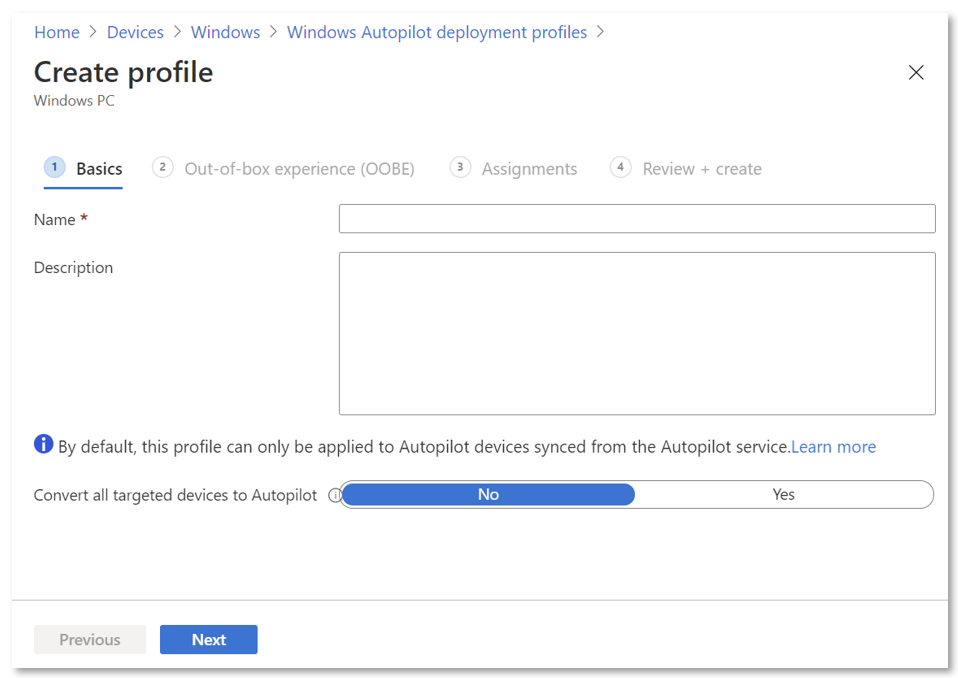 Home > Devices > Windows > Windows Autopilot deployment profiles >
Create profile
Windows PC
1 Basics 2 Out-of-box experience (OOBE) 3 Assignments 4 Review + create
Name *
Description
By default, this profile can only be applied to Autopilot devices synced from the Autopilot service.Learn more
Convert all targeted devices to Autopilot No Yes
Previous Next